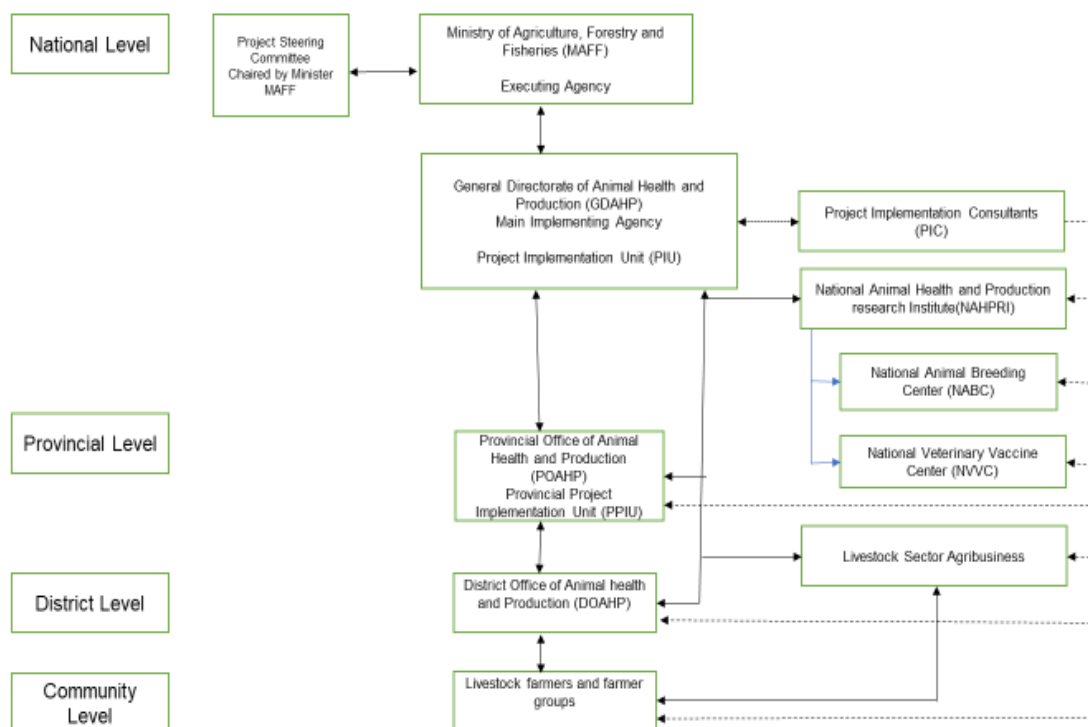 National Level
Project Steering
Committee
Chaired by Minister
MAFF
Ministry of Agriculture, Forestry and
Fisheries (MAFF)
Executing Agency
General Directorate of Animal Health and
Production (GDAHP)
Main Implementing Agency
Project Implementation Unit (PIU)
Project Implementation Consultants
(PIC)
National Animal Health and Production
research Institute(NAHPRI)
National Animal Breeding
Center (NABC)
Provincial Level
Provincial Office of Animal
Health and Production
(POAHP)
Provincial Project
Implementation Unit (PPIU)
National Veterinary Vaccine
Center (NVVC)
Livestock Sector Agribusiness
District Level
District Office of Animal health
and Production (DOAHP)
Community
Level
Livestock farmers and farmer
groups